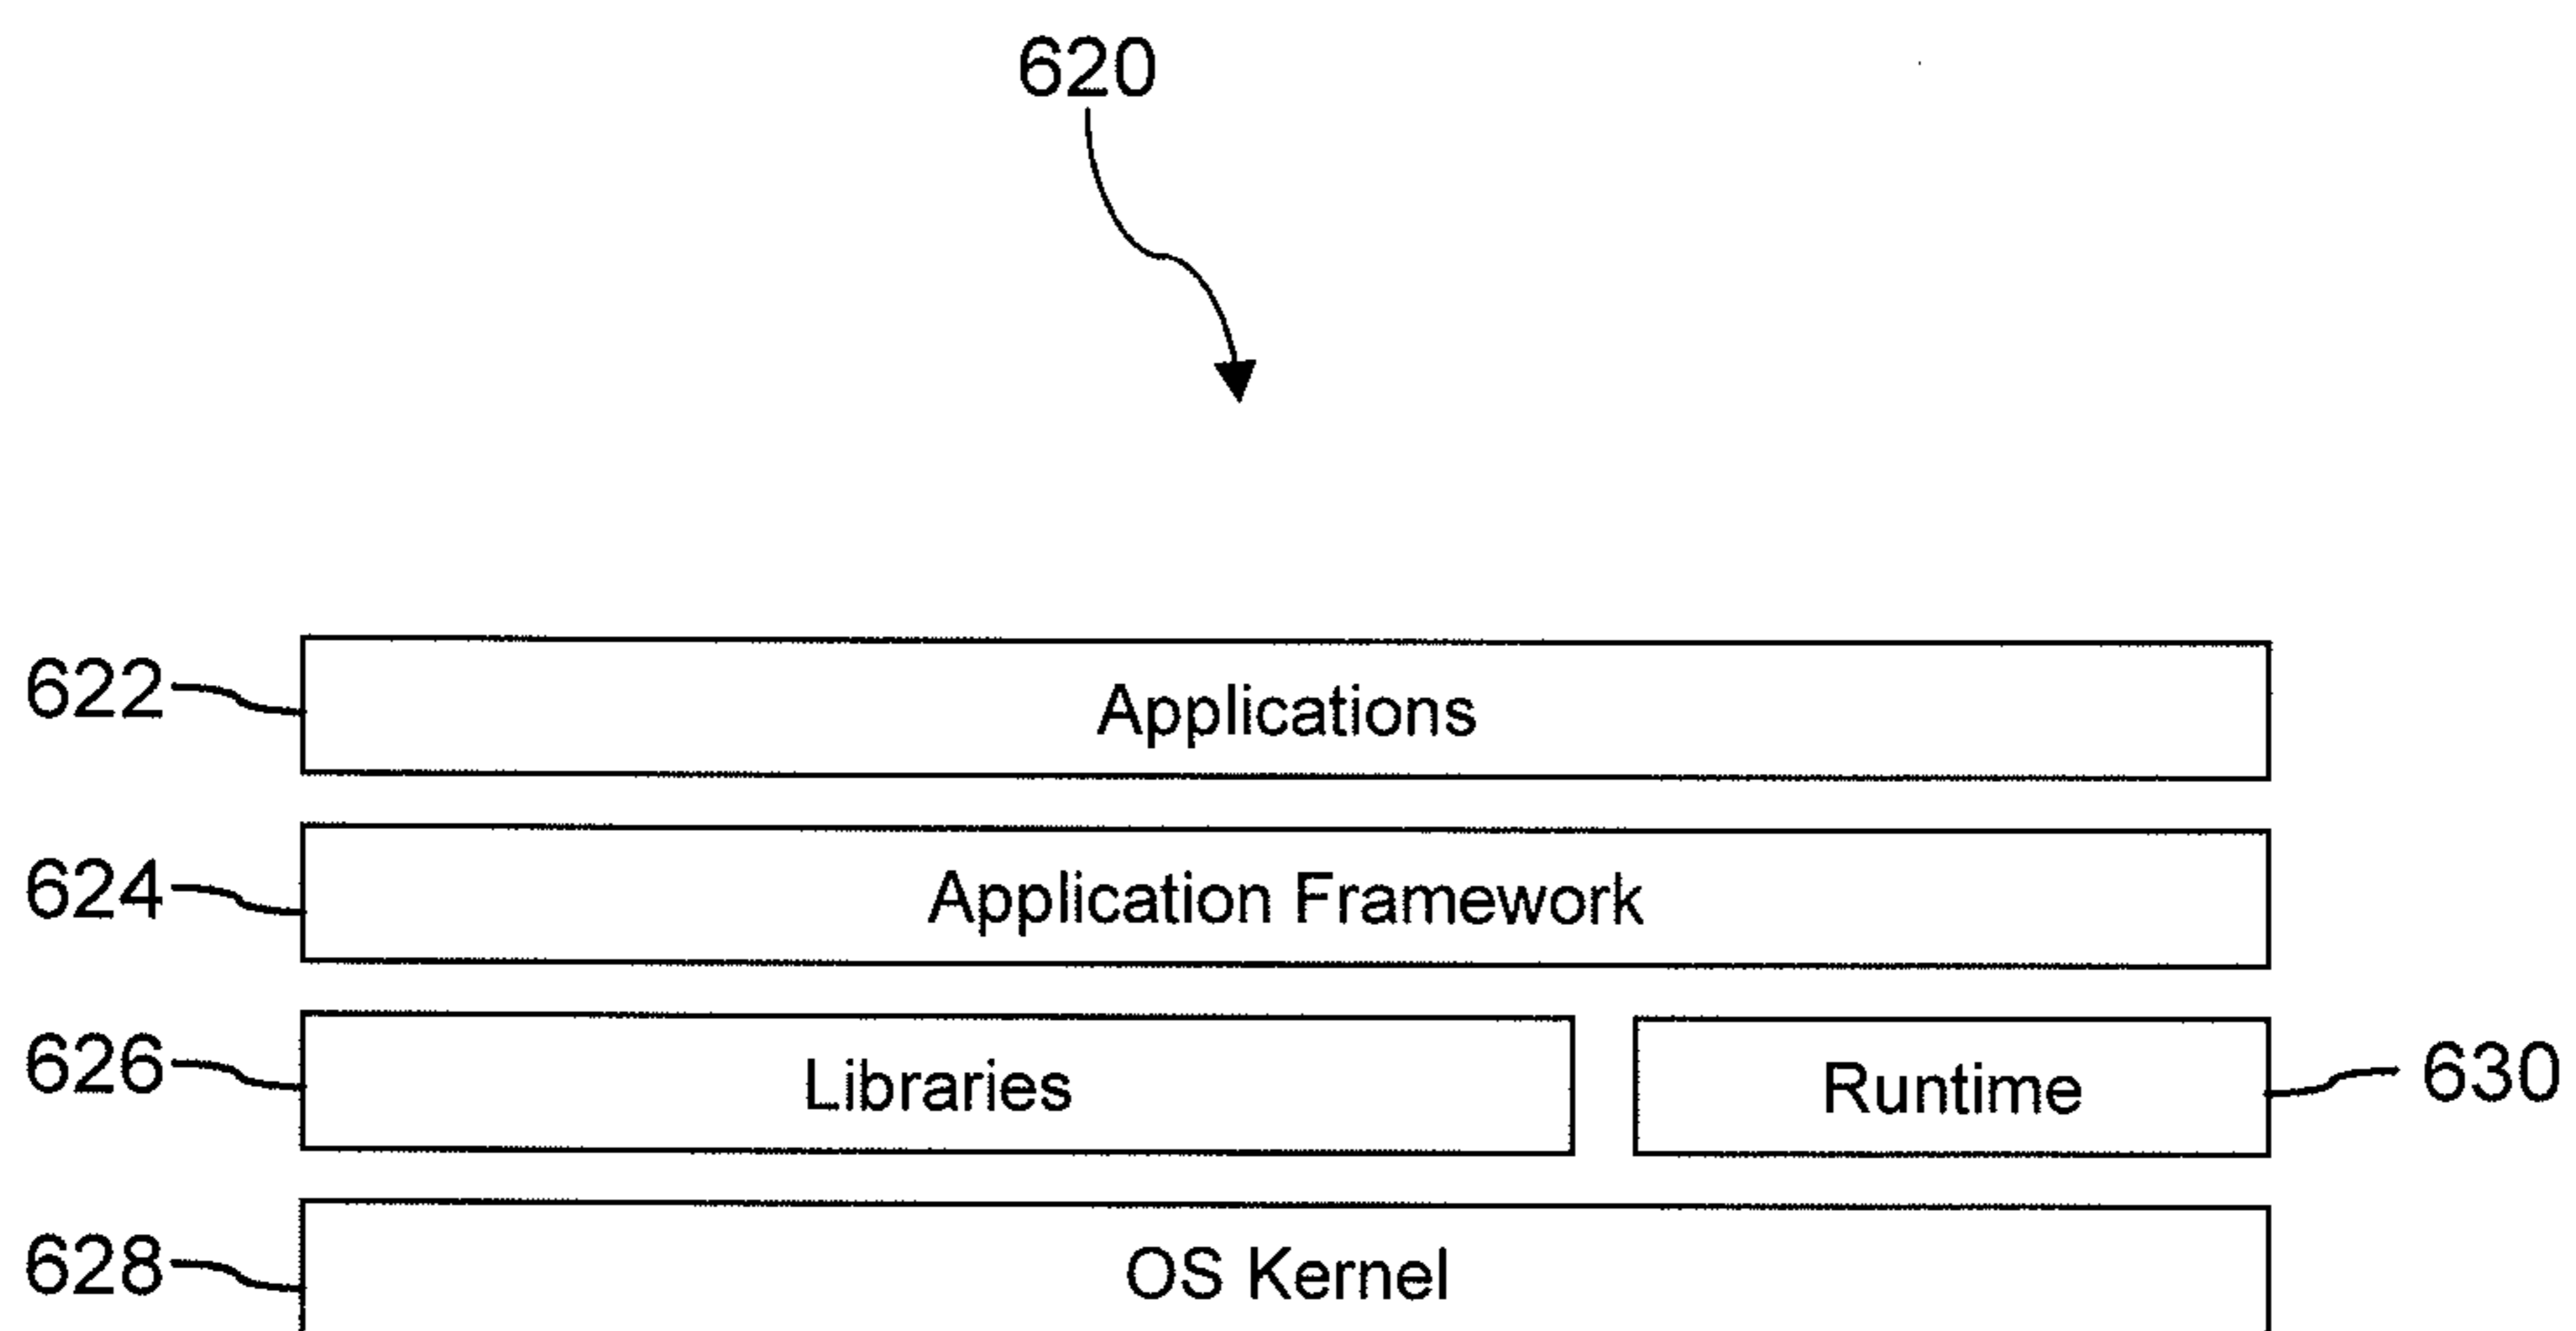 620
622 Applications
624 Application Framework
626 Libraries Runtime 630
628 OS Kernel